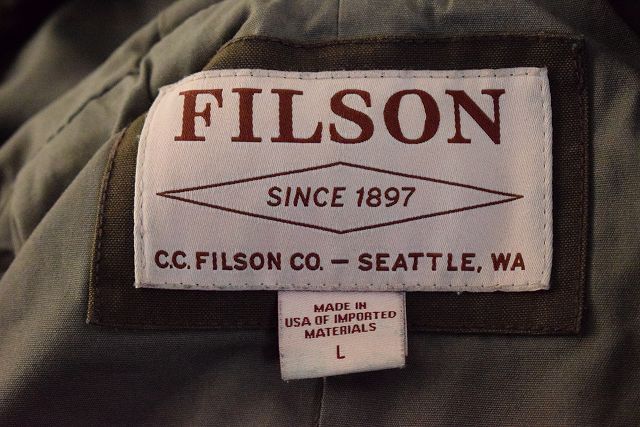 FILSON
SINCE 1897
C.C. FILSON CO. — SEATTLE, WA
MADE IN
USA OF IMPORTED
MATERIALS
L